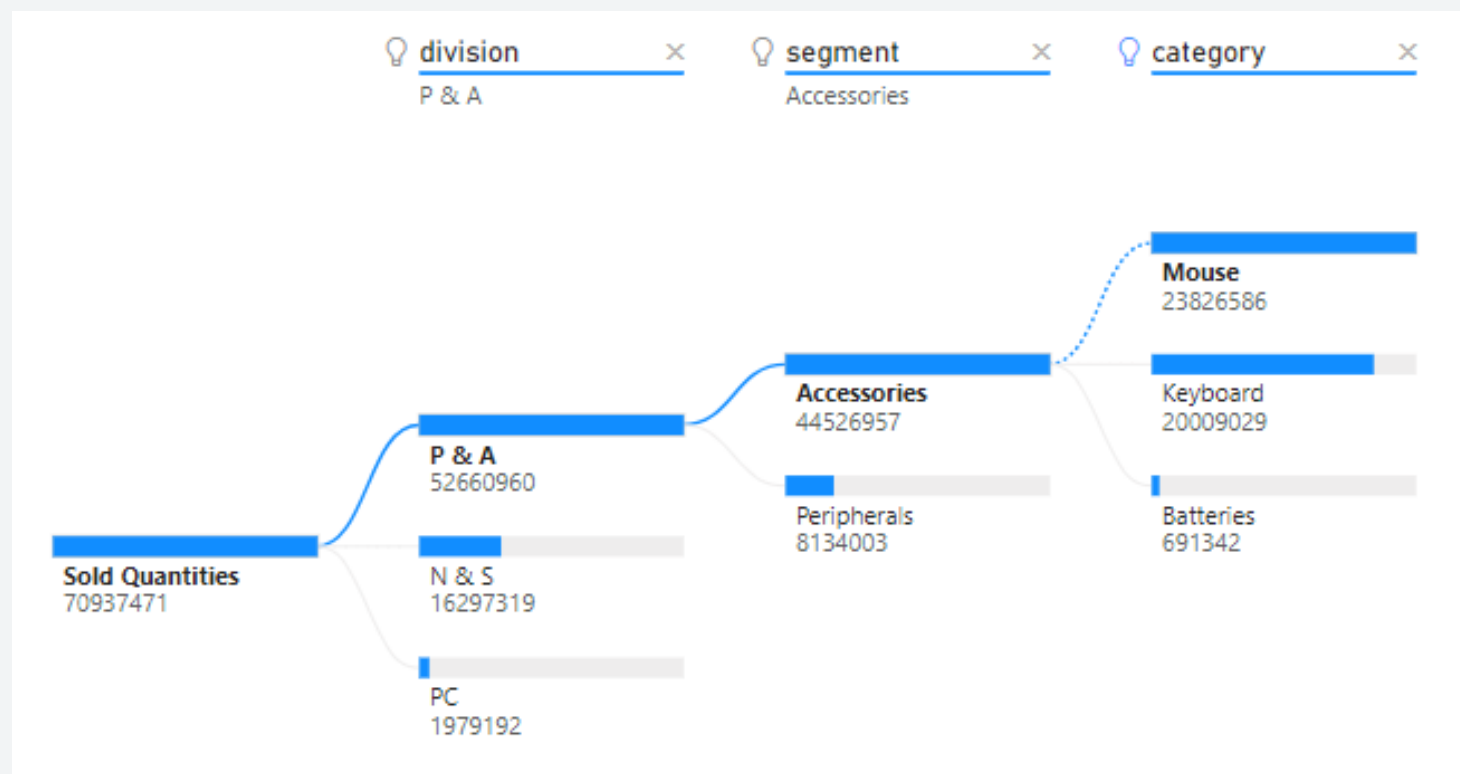 division
segment
category
P & A
Accessories
Mouse
23826586
Accessories
44526957
Keyboard
20009029
P & A
52660960
Peripherals
8134003
Batteries
691342
Sold Quantities
70937471
N & S
16297319
PC
1979192